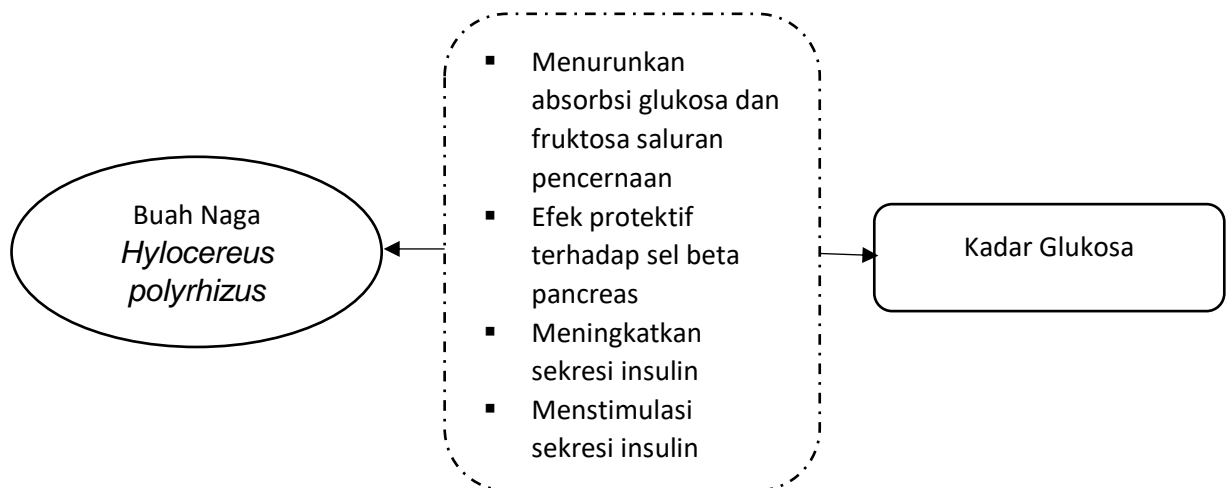 Buah Naga
Hylocereus
polyrhizus
▪ Menurunkan
absorbsi glukosa dan
fruktosa saluran
pencernaan
▪ Efek protektif
terhadap sel beta
pancreas
▪ Meningkatkan
sekresi insulin
▪ Menstimulasi
sekresi insulin
Kadar Glukosa